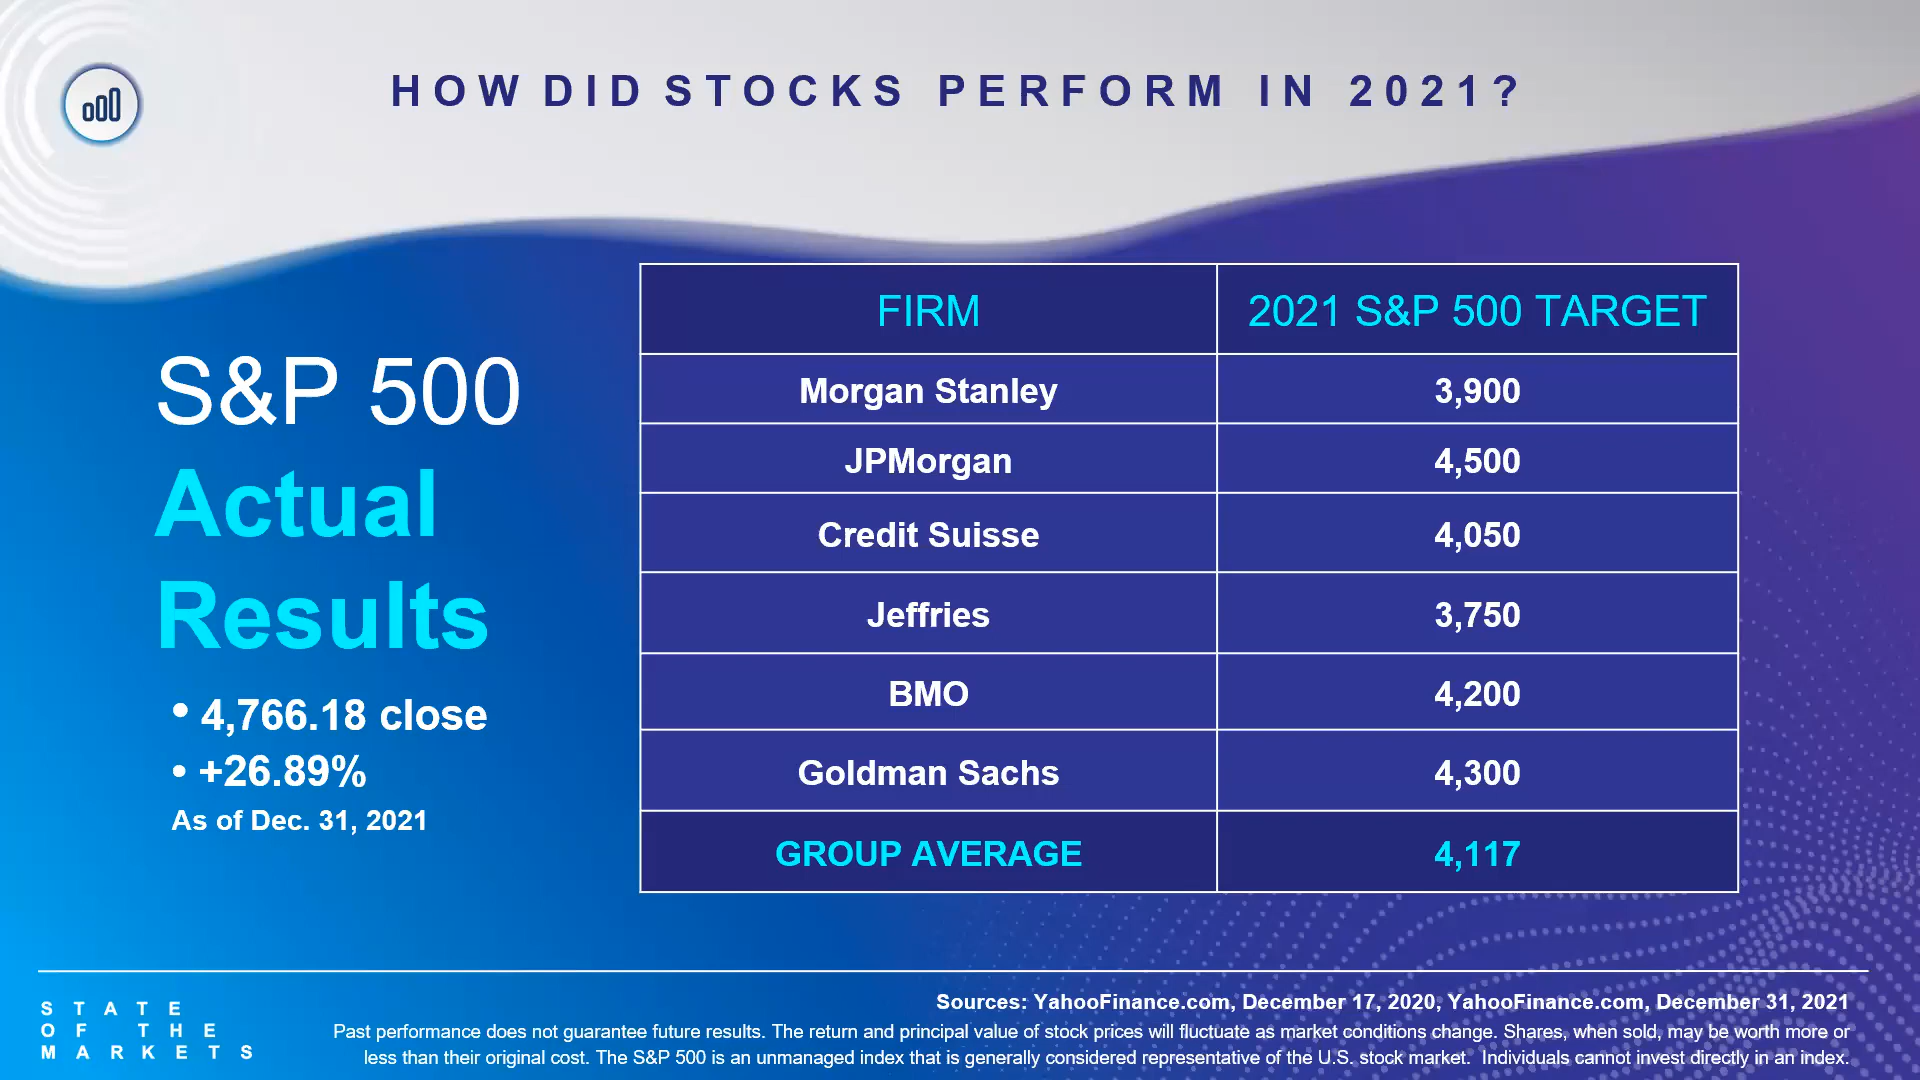 HOW DID STOCKS PERFORM IN 2021?
S&P 500
Actual
Results
• 4,766.18 close
• +26.89%
As of Dec. 31, 2021
FIRM 2021 S&P 500 TARGET
Morgan Stanley 3,900
JPMorgan 4,500
Credit Suisse 4,050
Jeffries 3,750
BMO 4,200
Goldman Sachs 4,300
GROUP AVERAGE 4,117
STATE
OF THE
MARKETS
Sources: YahooFinance.com, December 17, 2020, YahooFinance.com, December 31, 2021
Past performance does not guarantee future results. The return and principal value of stock prices will fluctuate as market conditions change. Shares, when sold, may be worth more or
less than their original cost. The S&P 500 is an unmanaged index that is generally considered representative of the U.S. stock market. Individuals cannot invest directly in an index.